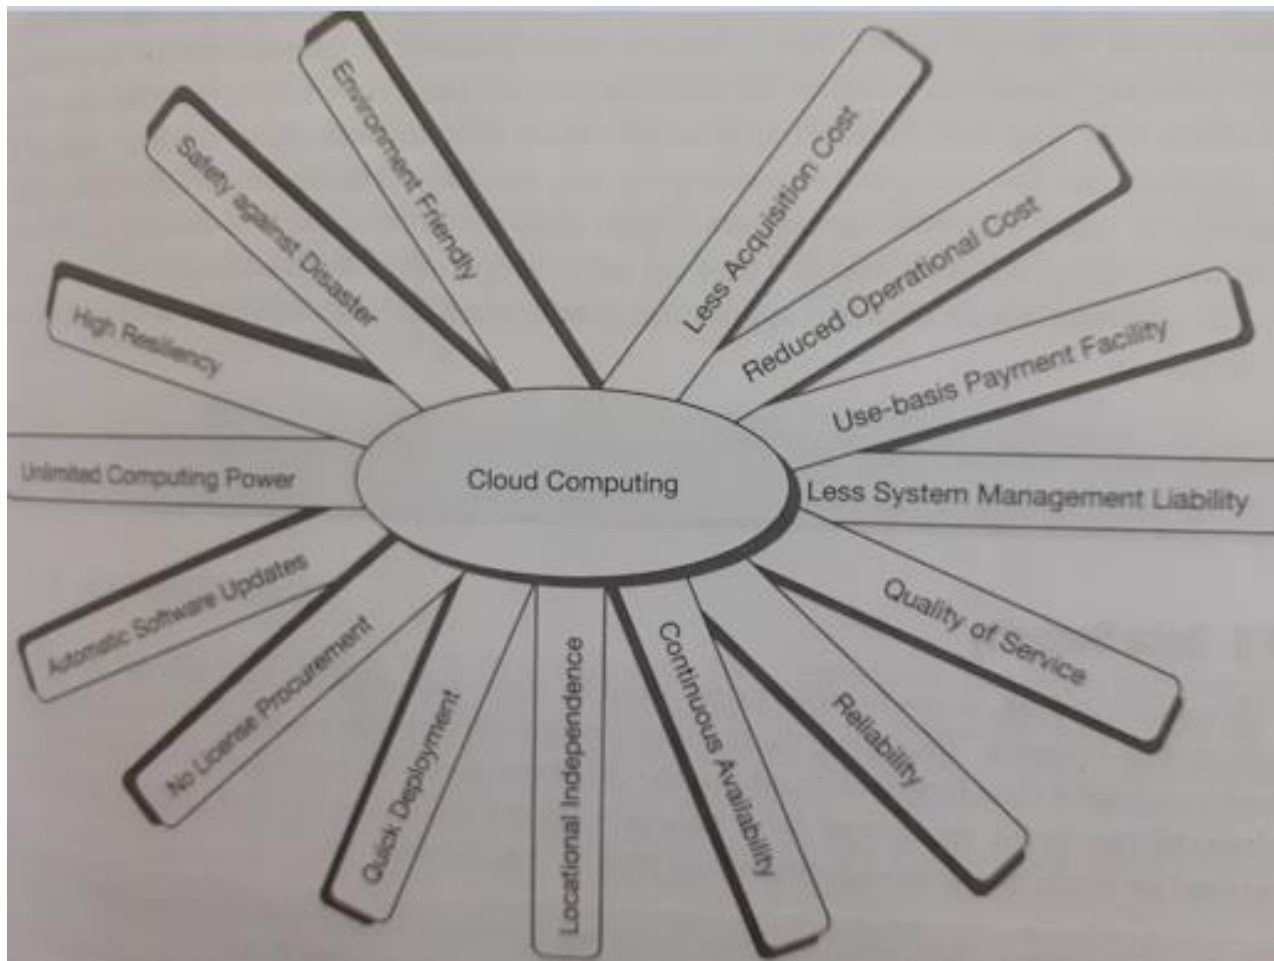 Cloud Computing
Less Acquisition Cost
Reduced Operational Cost
Use-basis Payment Facility
Less System Management Liability
Quality of Service
Reliability
Continuous Availability
Locational Independence
Quick Deployment
No License Procurement
Automatic Software Updates
Unlimited Computing Power
High Resiliency
Safety against Disaster
Environment Friendly